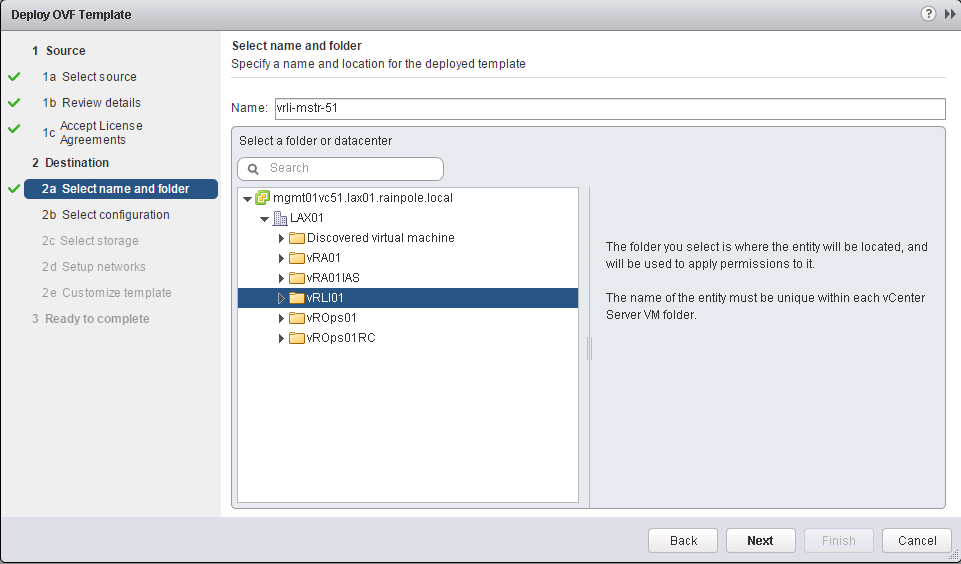 Deploy OVF Template
?
1 Source
1a Select source
1b Review details
1c Accept License
Agreements
2 Destination
2a Select name and folder
2b Select configuration
2c Select storage
2d Setup networks
2e Customize template
3 Ready to complete
Select name and folder
Specify a name and location for the deployed template
Name: vrli-mstr-51
Select a folder or datacenter
Search
mgmt01vc51.lax01.rainpole.local
LAX01
Discovered virtual machine
vRA01
vRA01IAS
vRLI01
vROps01
vROps01RC
The folder you select is where the entity will be located, and
will be used to apply permissions to it.
The name of the entity must be unique within each vCenter
Server VM folder.
Back
Next
Finish
Cancel